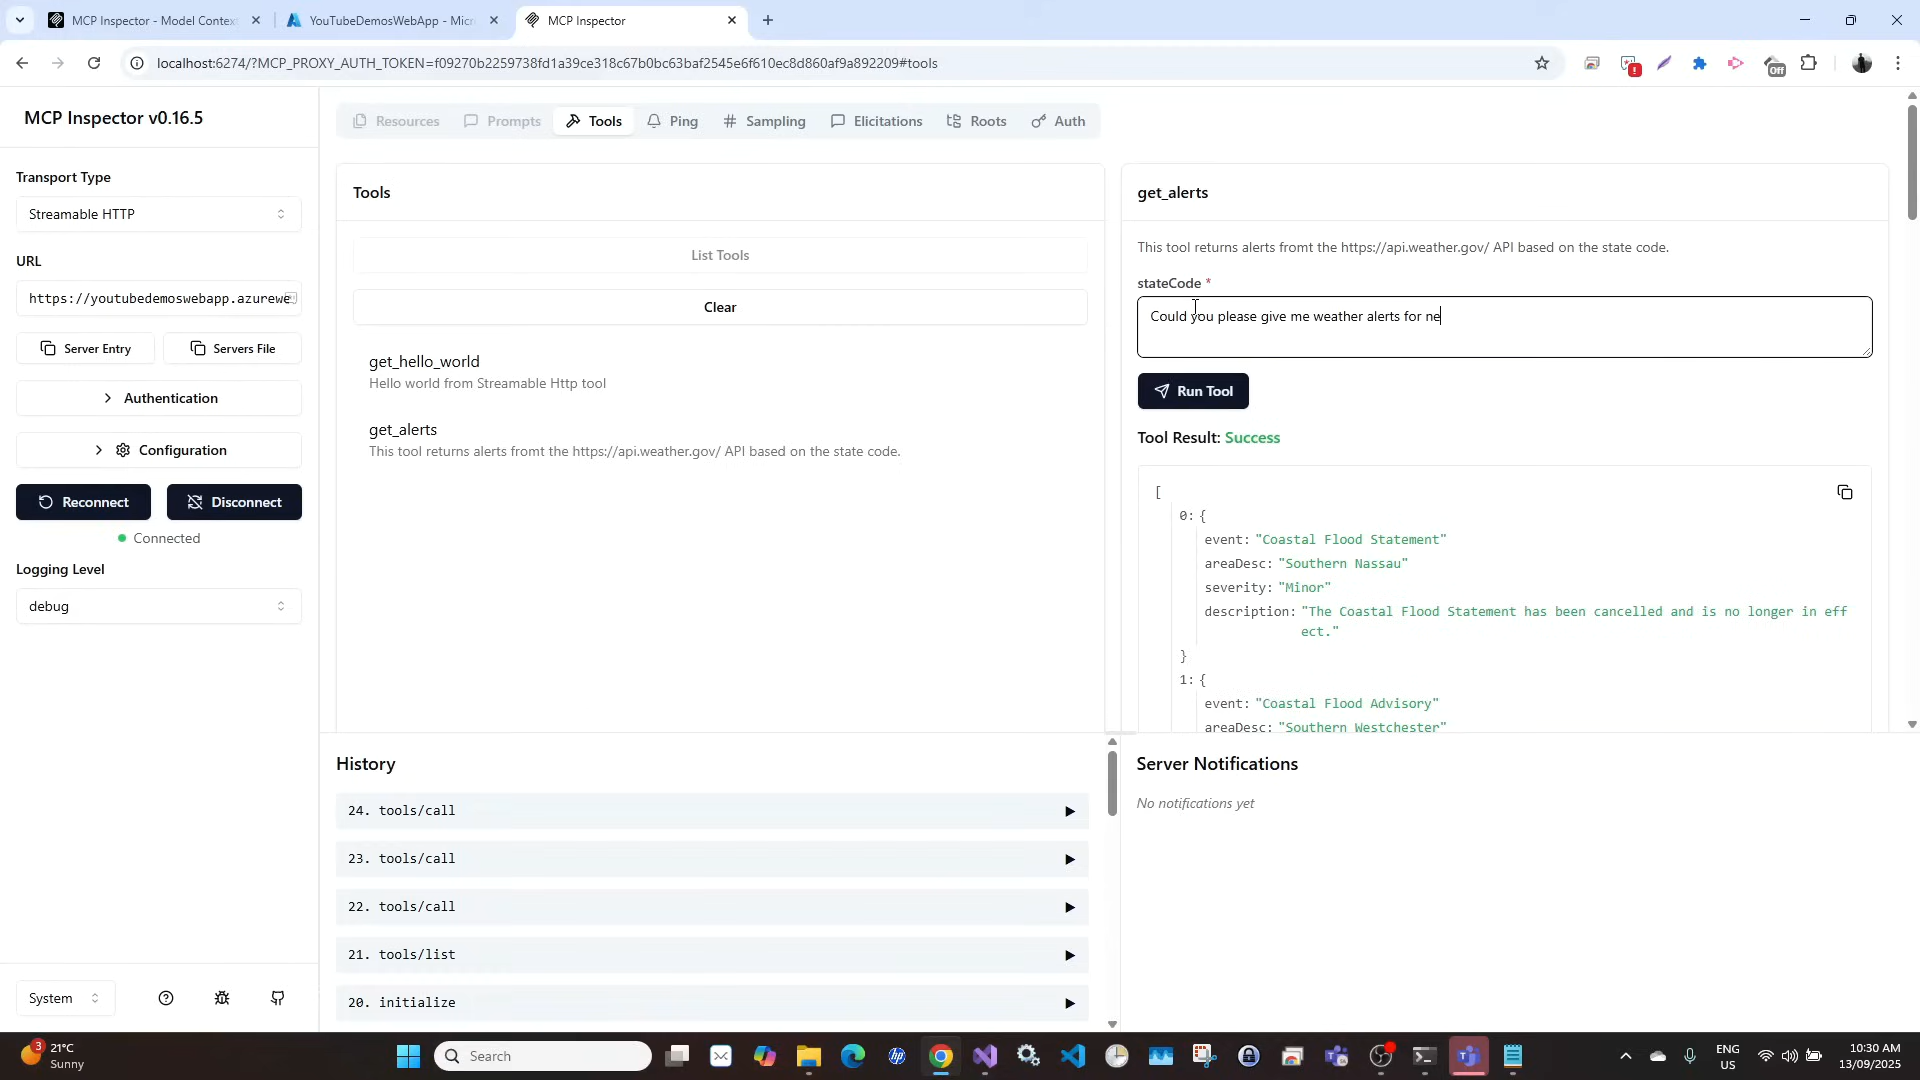 MCP Inspector - Model Context
YouTubeDemosWebApp - Micr
MCP Inspector
localhost:6274/?MCP_PROXY_AUTH_TOKEN=f09270b2259738fd1a39ce318c67b0bc63baf2545e6f610ec8d860af9a892209#tools
Off
MCP Inspector v0.16.5
Transport Type
Streamable HTTP
URL
https://youtubedemoswebapp.azurewe
Server Entry
Servers File
Authentication
Configuration
Reconnect
Disconnect
Connected
Logging Level
debug
System
Resources
Prompts
Tools
Ping
Sampling
Elicitations
Roots
Auth
Tools
List Tools
Clear
get_hello_world
Hello world from Streamable Http tool
get_alerts
This tool returns alerts fromt the https://api.weather.gov/ API based on the state code.
get_alerts
This tool returns alerts fromt the https://api.weather.gov/ API based on the state code.
stateCode *
Could you please give me weather alerts for ne
Run Tool
Tool Result: Success
[
0: {
event: "Coastal Flood Statement"
areaDesc: "Southern Nassau"
severity: "Minor"
description: "The Coastal Flood Statement has been cancelled and is no longer in eff
ect."
}
1: {
event: "Coastal Flood Advisory"
areaDesc: "Southern Westchester"
History
24. tools/call
23. tools/call
22. tools/call
21. tools/list
20. initialize
Server Notifications
No notifications yet
3
21°C
Sunny
Search
ENG
US
10:30 AM
13/09/2025